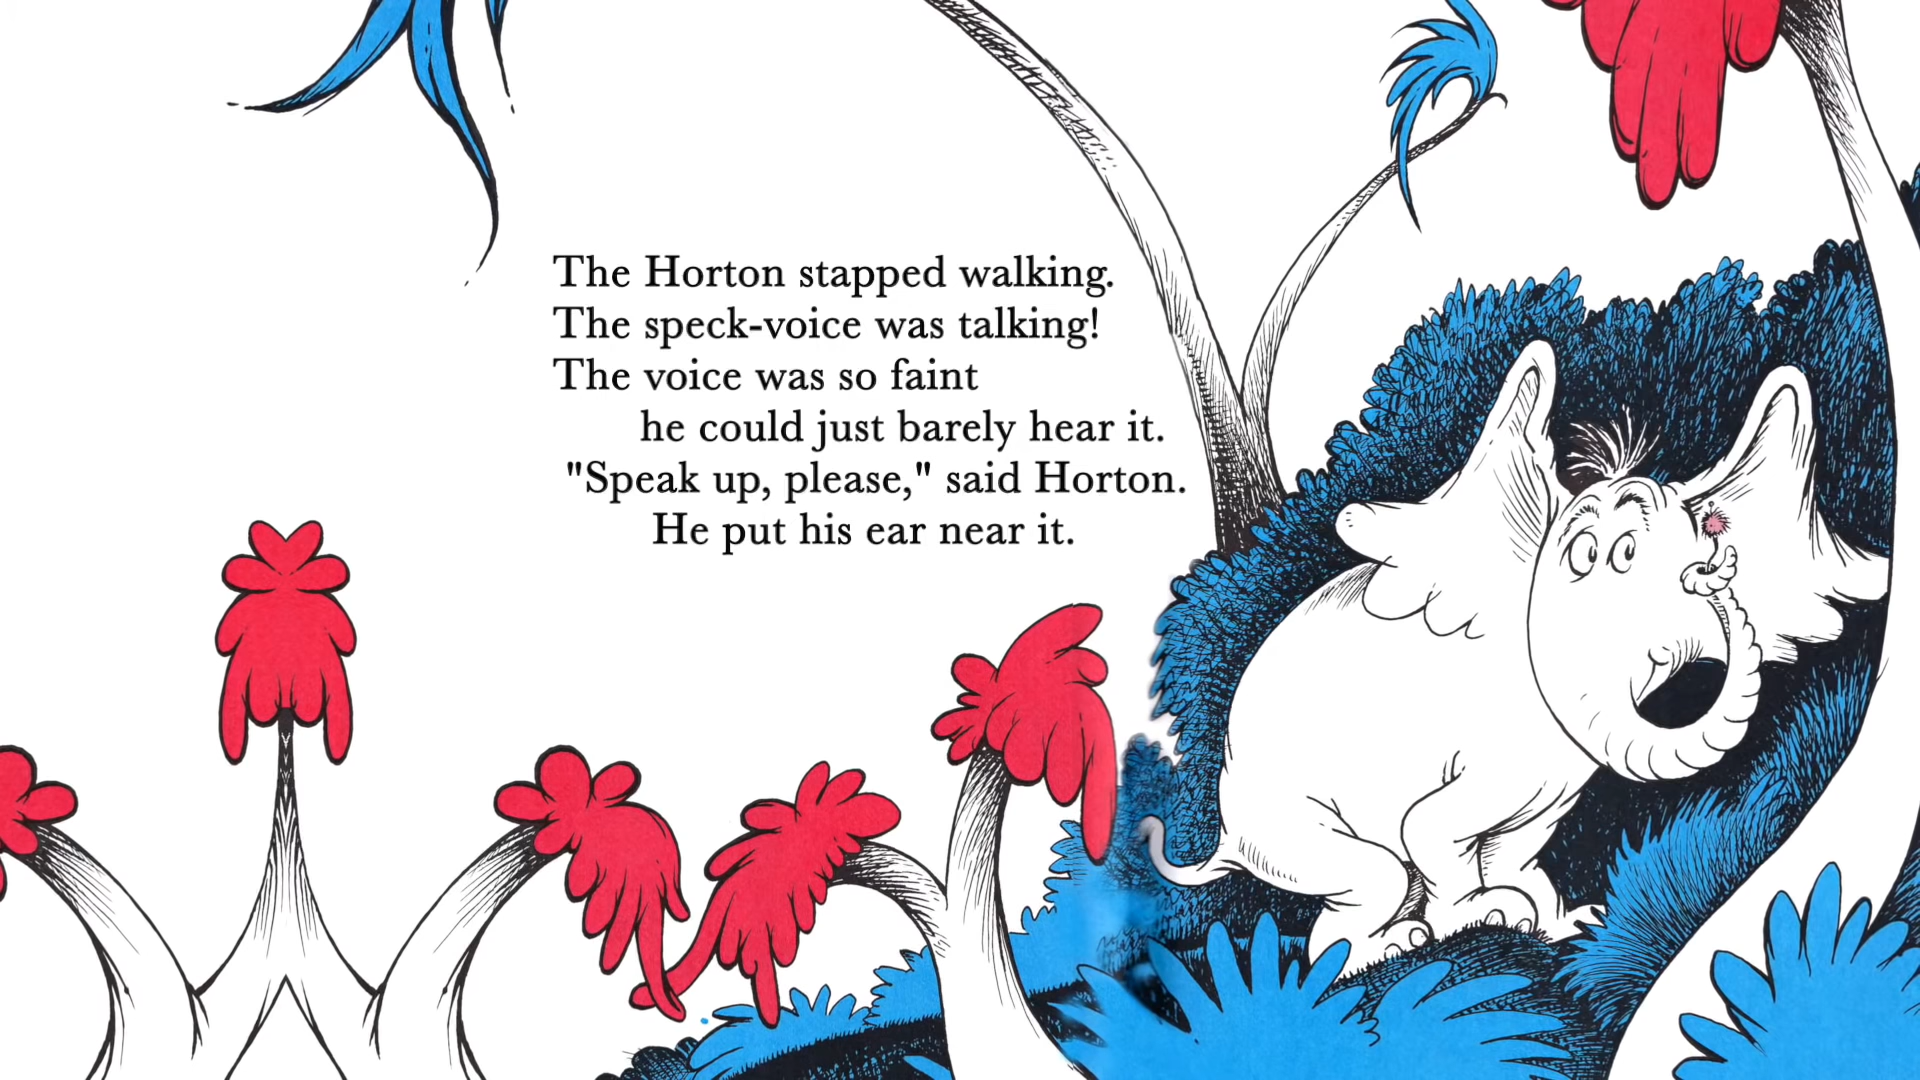 The Horton stapped walking.
The speck-voice was talking!
The voice was so faint
he could just barely hear it.
"Speak up, please," said Horton.
He put his ear near it.